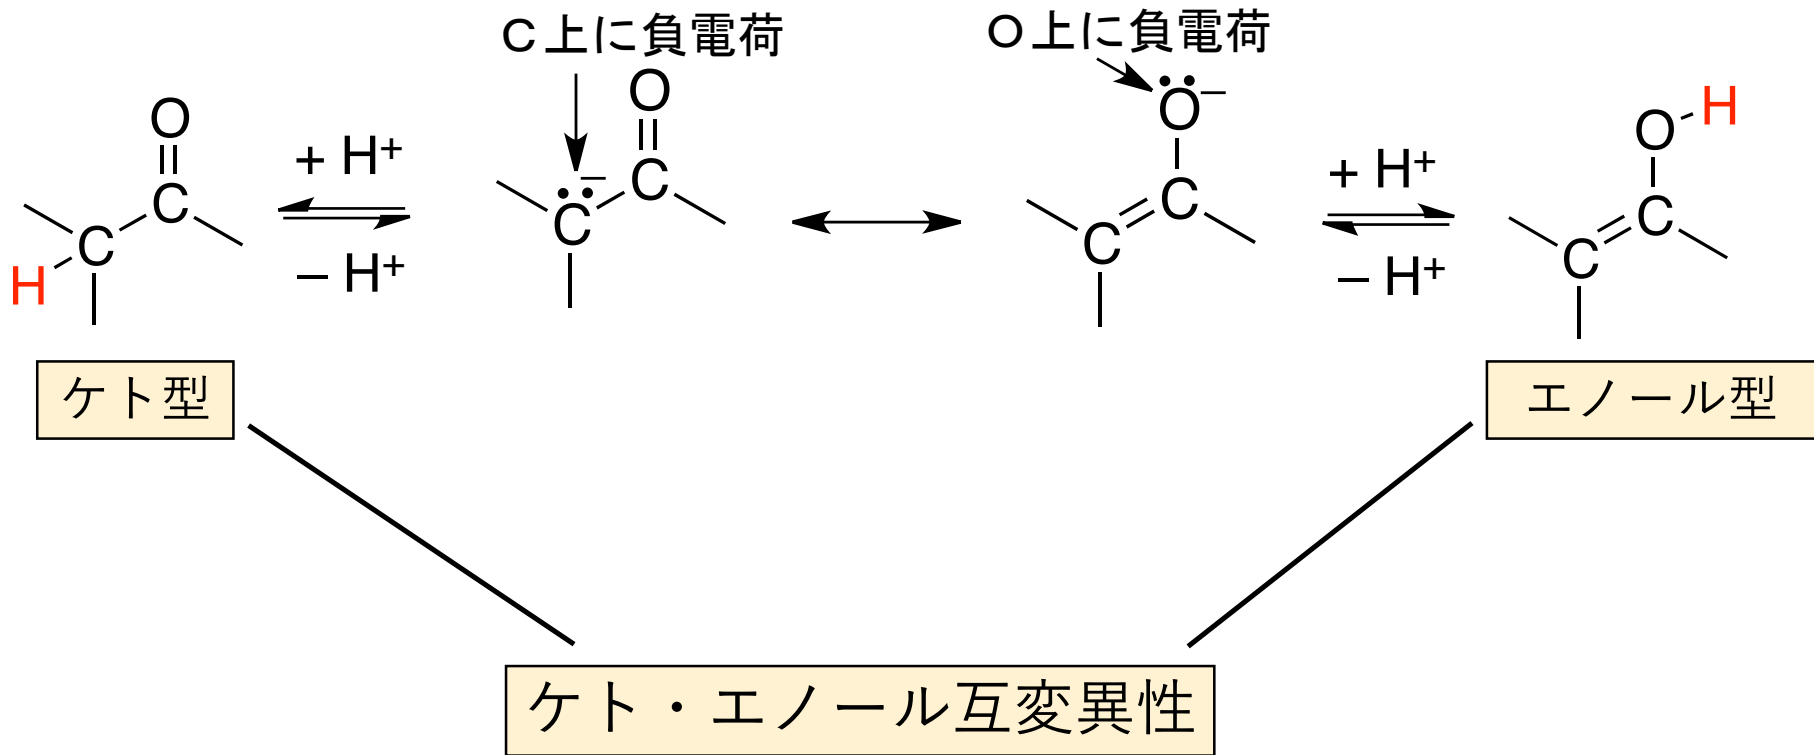 C上に負電荷
O上に負電荷
O
C
C
H
+ H+
– H+
O
C
–
C
O–
C
C
+ H+
– H+
O
H
C
C
ケト型
エノール型
ケト・エノール互変異性